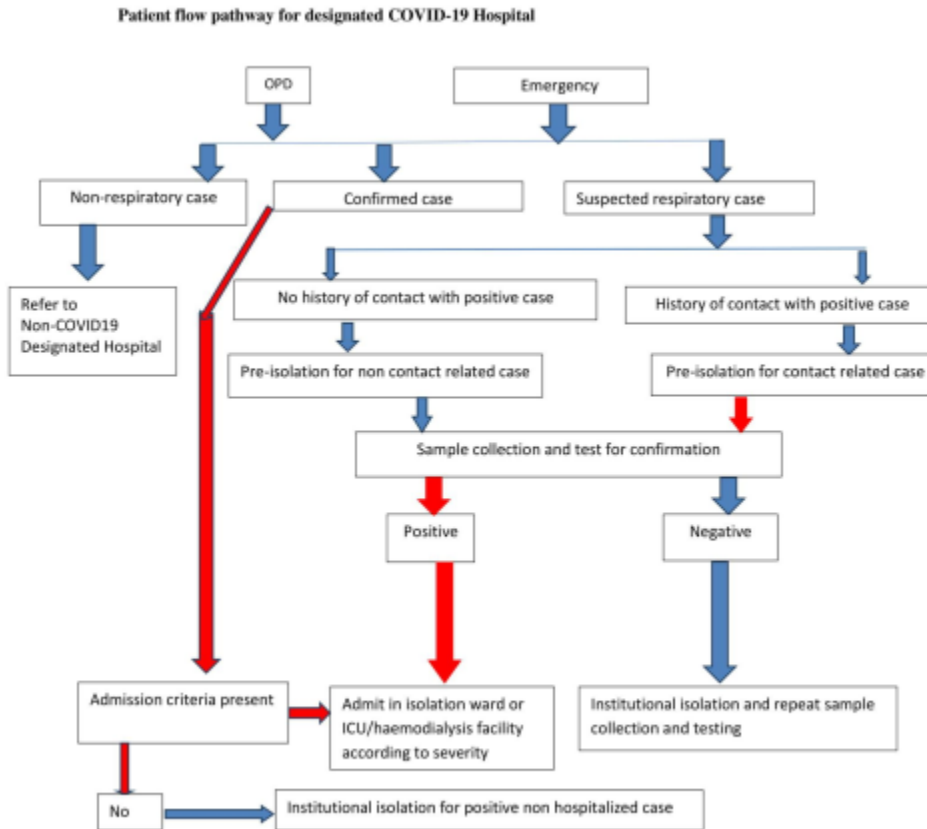 Patient flow pathway for designated COVID-19 Hospital
OPD
Emergency
Non-respiratory case
Confirmed case
Suspected respiratory case
Refer to
Non-COVID19
Designated Hospital
No history of contact with positive case
History of contact with positive case
Pre-isolation for non contact related case
Pre-isolation for contact related case
Sample collection and test for confirmation
Positive
Negative
Admission criteria present
Admit in isolation ward or
ICU/haemodialysis facility
according to severity
Institutional isolation and repeat sample
collection and testing
No
Institutional isolation for positive non hospitalized case